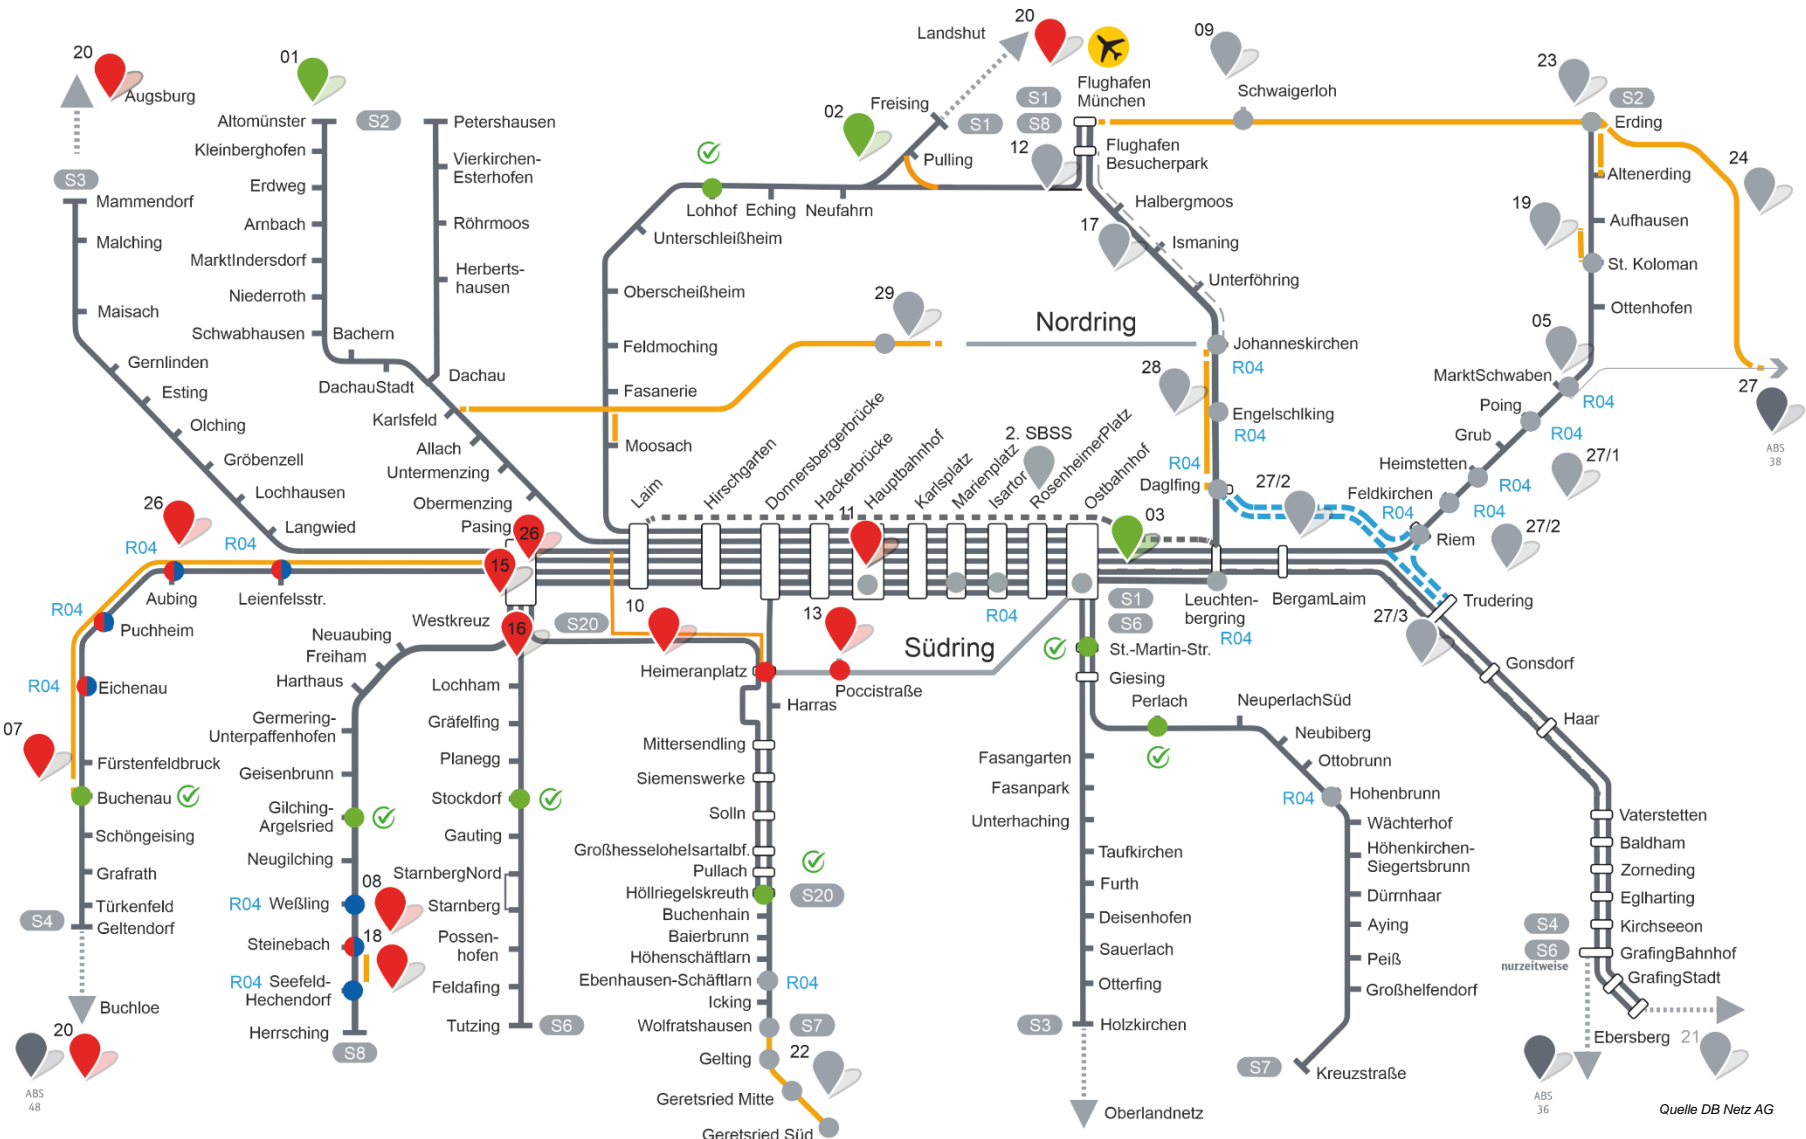 20
Augsburg
01
Altomünster
S2
Petershausen
Kleinberghofen
Vierkirchen-
Esterhofen
Erdweg
S3
Mammendorf
Arnbach
Röhrmoos
Malching
MarktIndersdorf
Herberts-
hausen
Niederroth
Maisach
Schwabhausen
Bachern
Gernlinden
DachauStadt
Dachau
Esting
Karlsfeld
Olching
Allach
Gröbenzell
Untermenzing
Lochhausen
Obermenzing
Langwied
Pasing
Landshut
20
Freising
S1
02
Pulling
Lohhof
Eching
Neufahrn
Unterschleißheim
Oberscheißheim
Feldmoching
Fasanerie
Moosach
29
Nordring
S1
S8
Flughafen
München
Flughafen
Besucherpark
12
Halbergmoos
17
Ismaning
Unterföhring
Johanneskirchen
R04
28
Engelschlking
R04
R04
Daglfing
09
Schwaigerloh
23
S2
Erding
24
Altenerding
19
Aufhausen
St. Koloman
Ottenhofen
05
MarktSchwaben
R04
27
ABS
38
Poing
R04
Grub
27/1
Heimstetten
R04
Feldkirchen
R04
R04
27/2
27/2
Riem
Laim
Hirschgarten
Donnersbergerbrücke
Hackerbrücke
Hauptbahnhof
Karlsplatz
Marienplatz
Isartor
RosenheimerPlatz
Ostbahnhof
2. SBSS
11
03
26
R04
R04
26
15
Aubing
Leienfelsstr.
R04
Puchheim
R04
Eichenau
07
Fürstenfeldbruck
Buchenau
Schöngeising
Grafrath
Türkenfeld
S4
Geltendorf
Buchloe
20
ABS
48
Westkreuz
16
S20
Neuaubing
Freiham
Harthaus
Germering-
Unterpaffenhofen
Geisenbrunn
Gilching-
Argelsried
Neugilching
08
R04
Weßling
18
Steinebach
R04
Seefeld-
Hechendorf
Herrsching
S8
Lochham
Gräfelfing
Planegg
Stockdorf
Gauting
StarnbergNord
Starnberg
Possen-
hofen
Feldafing
Tutzing
S6
10
13
Südring
Heimeranplatz
Poccistraße
Harras
Mittersendling
Siemenswerke
Solln
GroßhesseloheIsartalbf.
Pullach
Höllriegelskreuth
S20
Buchenhain
Baierbrunn
Höhenschäftlarn
Ebenhausen-Schäftlarn
R04
Icking
Wolfratshausen
S7
Gelting
22
Geretsried Mitte
Geretsried Süd
R04
S1
S6
Leuchten-
bergring
R04
BergamLaim
St.-Martin-Str.
Giesing
Perlach
NeuperlachSüd
Fasangarten
Neubiberg
Fasanpark
Ottobrunn
Unterhaching
R04
Hohenbrunn
Taufkirchen
Wächterhof
Furth
Höhenkirchen-
Siegertsbrunn
Deisenhofen
Dürrnhaar
Sauerlach
Aying
Otterfing
Peiß
S3
Holzkirchen
Großhelfendorf
S7
Kreuzstraße
Oberlandnetz
27/3
Trudering
Gonsdorf
Haar
Vaterstetten
Baldham
Zorneding
Eglharting
S4
Kirchseeon
S6
nurzeitweise
GrafingBahnhof
GrafingStadt
Ebersberg
21
ABS
36
Quelle DB Netz AG